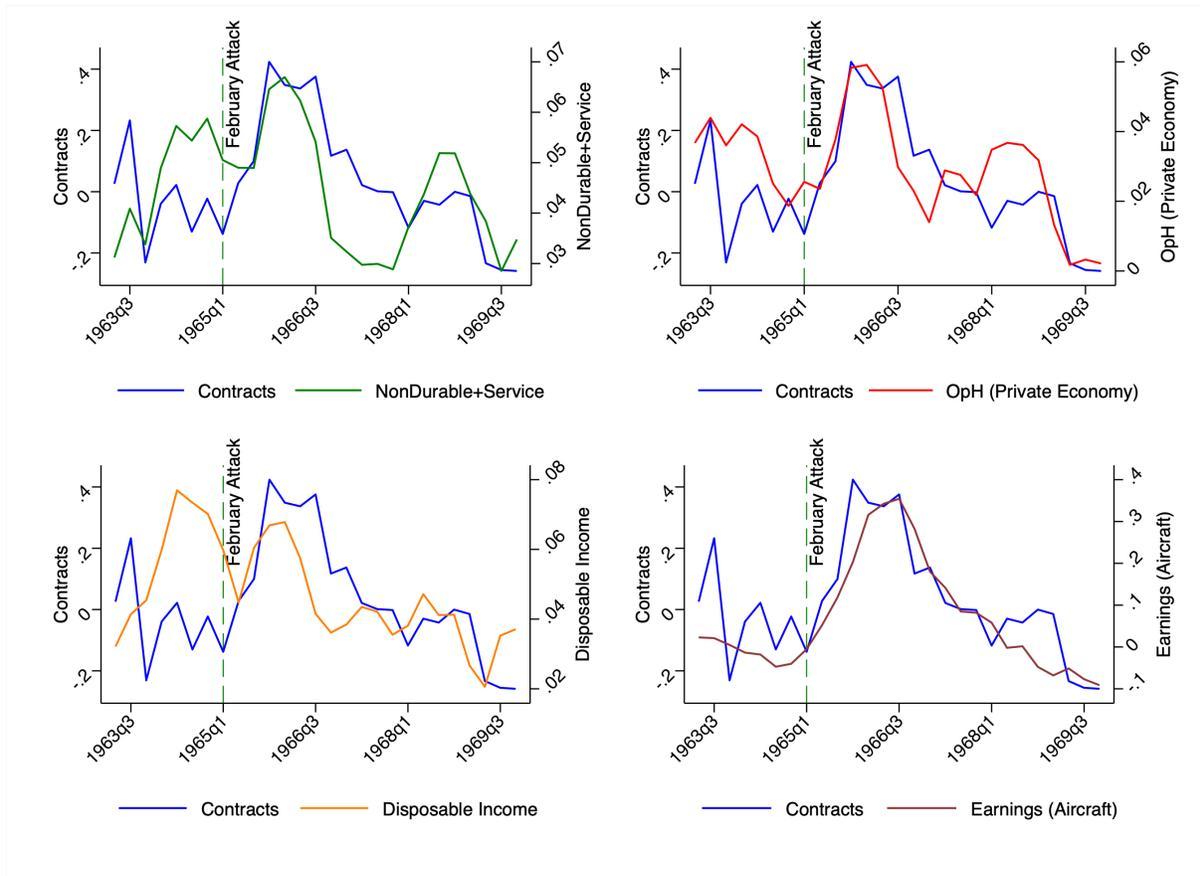 February Attack
.4
.2
0
-.2
Contracts
.07
.06
.05
.04
.03
NonDurable+Service
1963q3 1965q1 1966q3 1968q1 1969q3
Contracts NonDurable+Service
February Attack
.4
.2
0
-.2
Contracts
.06
.04
.02
0
OpH (Private Economy)
1963q3 1965q1 1966q3 1968q1 1969q3
Contracts OpH (Private Economy)
February Attack
.4
.2
0
-.2
Contracts
.08
.06
.04
.02
Disposable Income
1963q3 1965q1 1966q3 1968q1 1969q3
Contracts Disposable Income
February Attack
.4
.2
0
-.2
Contracts
.4
.3
.2
.1
0
-.1
Earnings (Aircraft)
1963q3 1965q1 1966q3 1968q1 1969q3
Contracts Earnings (Aircraft)